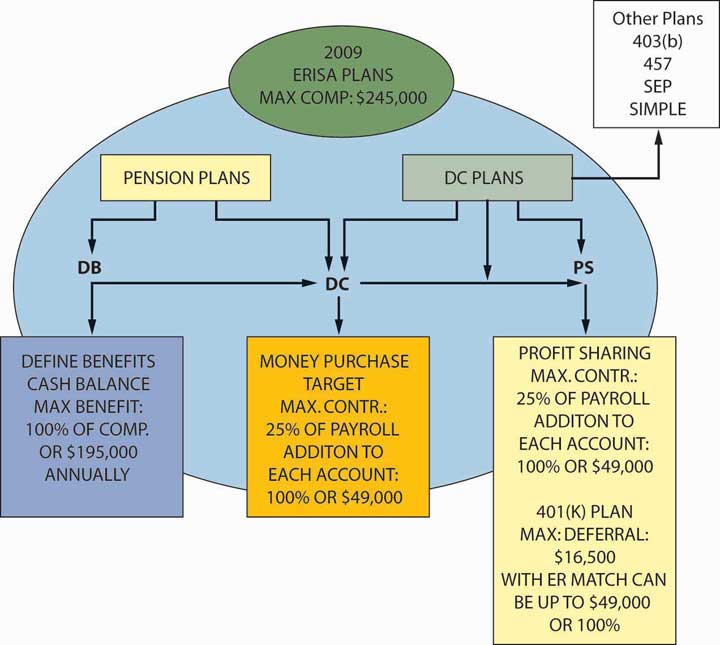 2009
ERISA PLANS
MAX COMP: $245,000
Other Plans
403(b)
457
SEP
SIMPLE
PENSION PLANS
DC PLANS
DB
DC
PS
DEFINE BENEFITS
CASH BALANCE
MAX BENEFIT:
100% OF COMP.
OR $195,000
ANNUALLY
MONEY PURCHASE
TARGET
MAX. CONTR.:
25% OF PAYROLL
ADDITON TO
EACH ACCOUNT:
100% OR $49,000
PROFIT SHARING
MAX. CONTR.:
25% OF PAYROLL
ADDITON TO
EACH ACCOUNT:
100% OR $49,000
401(K) PLAN
MAX: DEFERRAL:
$16,500
WITH ER MATCH CAN
BE UP TO $49,000
OR 100%